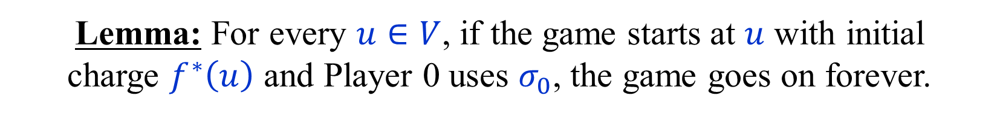 Lemma: For every u ∈ V, if the game starts at u with initial
charge f*(u) and Player 0 uses σ₀, the game goes on forever.